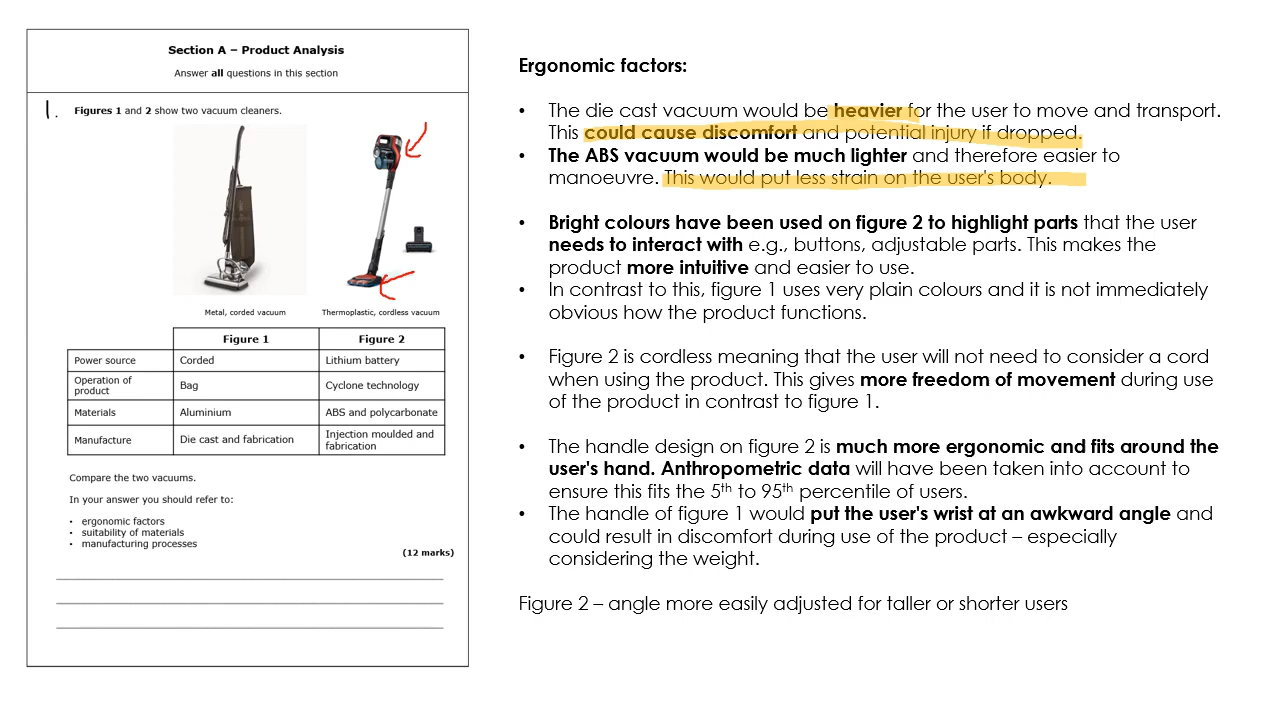 Section A – Product Analysis
Answer all questions in this section
1.
Figures 1 and 2 show two vacuum cleaners.
Metal, corded vacuum
Thermoplastic, cordless vacuum
Figure 1
Figure 2
Power source
Corded
Lithium battery
Operation of
product
Bag
Cyclone technology
Materials
Aluminium
ABS and polycarbonate
Manufacture
Die cast and fabrication
Injection moulded and
fabrication
Compare the two vacuums.
In your answer you should refer to:
• ergonomic factors
• suitability of materials
• manufacturing processes
(12 marks)
Ergonomic factors:
• The die cast vacuum would be heavier for the user to move and transport.
This could cause discomfort and potential injury if dropped.
• The ABS vacuum would be much lighter and therefore easier to
manoeuvre. This would put less strain on the user's body.
• Bright colours have been used on figure 2 to highlight parts that the user
needs to interact with e.g., buttons, adjustable parts. This makes the
product more intuitive and easier to use.
• In contrast to this, figure 1 uses very plain colours and it is not immediately
obvious how the product functions.
• Figure 2 is cordless meaning that the user will not need to consider a cord
when using the product. This gives more freedom of movement during use
of the product in contrast to figure 1.
• The handle design on figure 2 is much more ergonomic and fits around the
user's hand. Anthropometric data will have been taken into account to
ensure this fits the 5th to 95th percentile of users.
• The handle of figure 1 would put the user's wrist at an awkward angle and
could result in discomfort during use of the product – especially
considering the weight.
Figure 2 – angle more easily adjusted for taller or shorter users